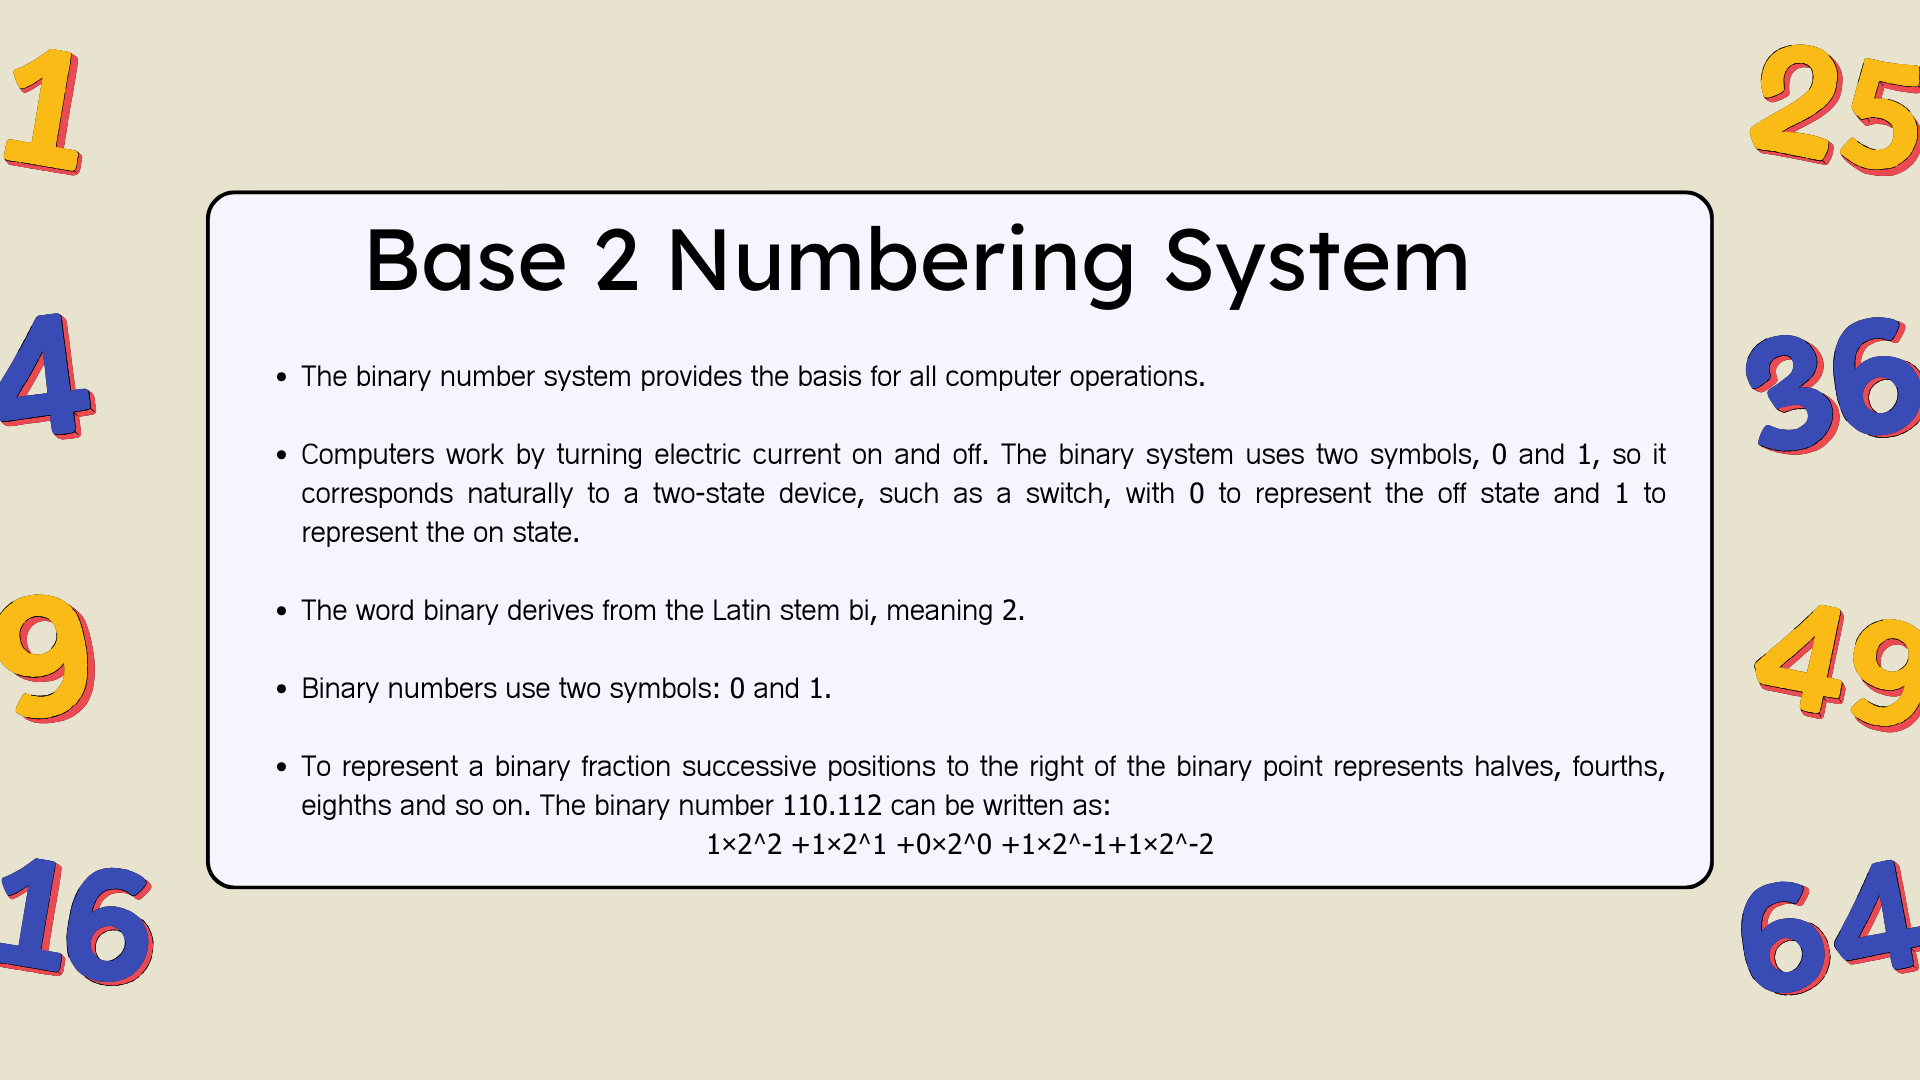 1
25
Base 2 Numbering System
• The binary number system provides the basis for all computer operations.
4
36
• Computers work by turning electric current on and off. The binary system uses two symbols, 0 and 1, so it
corresponds naturally to a two-state device, such as a switch, with 0 to represent the off state and 1 to
represent the on state.
• The word binary derives from the Latin stem bi, meaning 2.
9
49
• Binary numbers use two symbols: 0 and 1.
• To represent a binary fraction successive positions to the right of the binary point represents halves, fourths,
eighths and so on. The binary number 110.112 can be written as:
1×2^2 +1×2^1 +0×2^0 +1×2^-1+1×2^-2
16
64